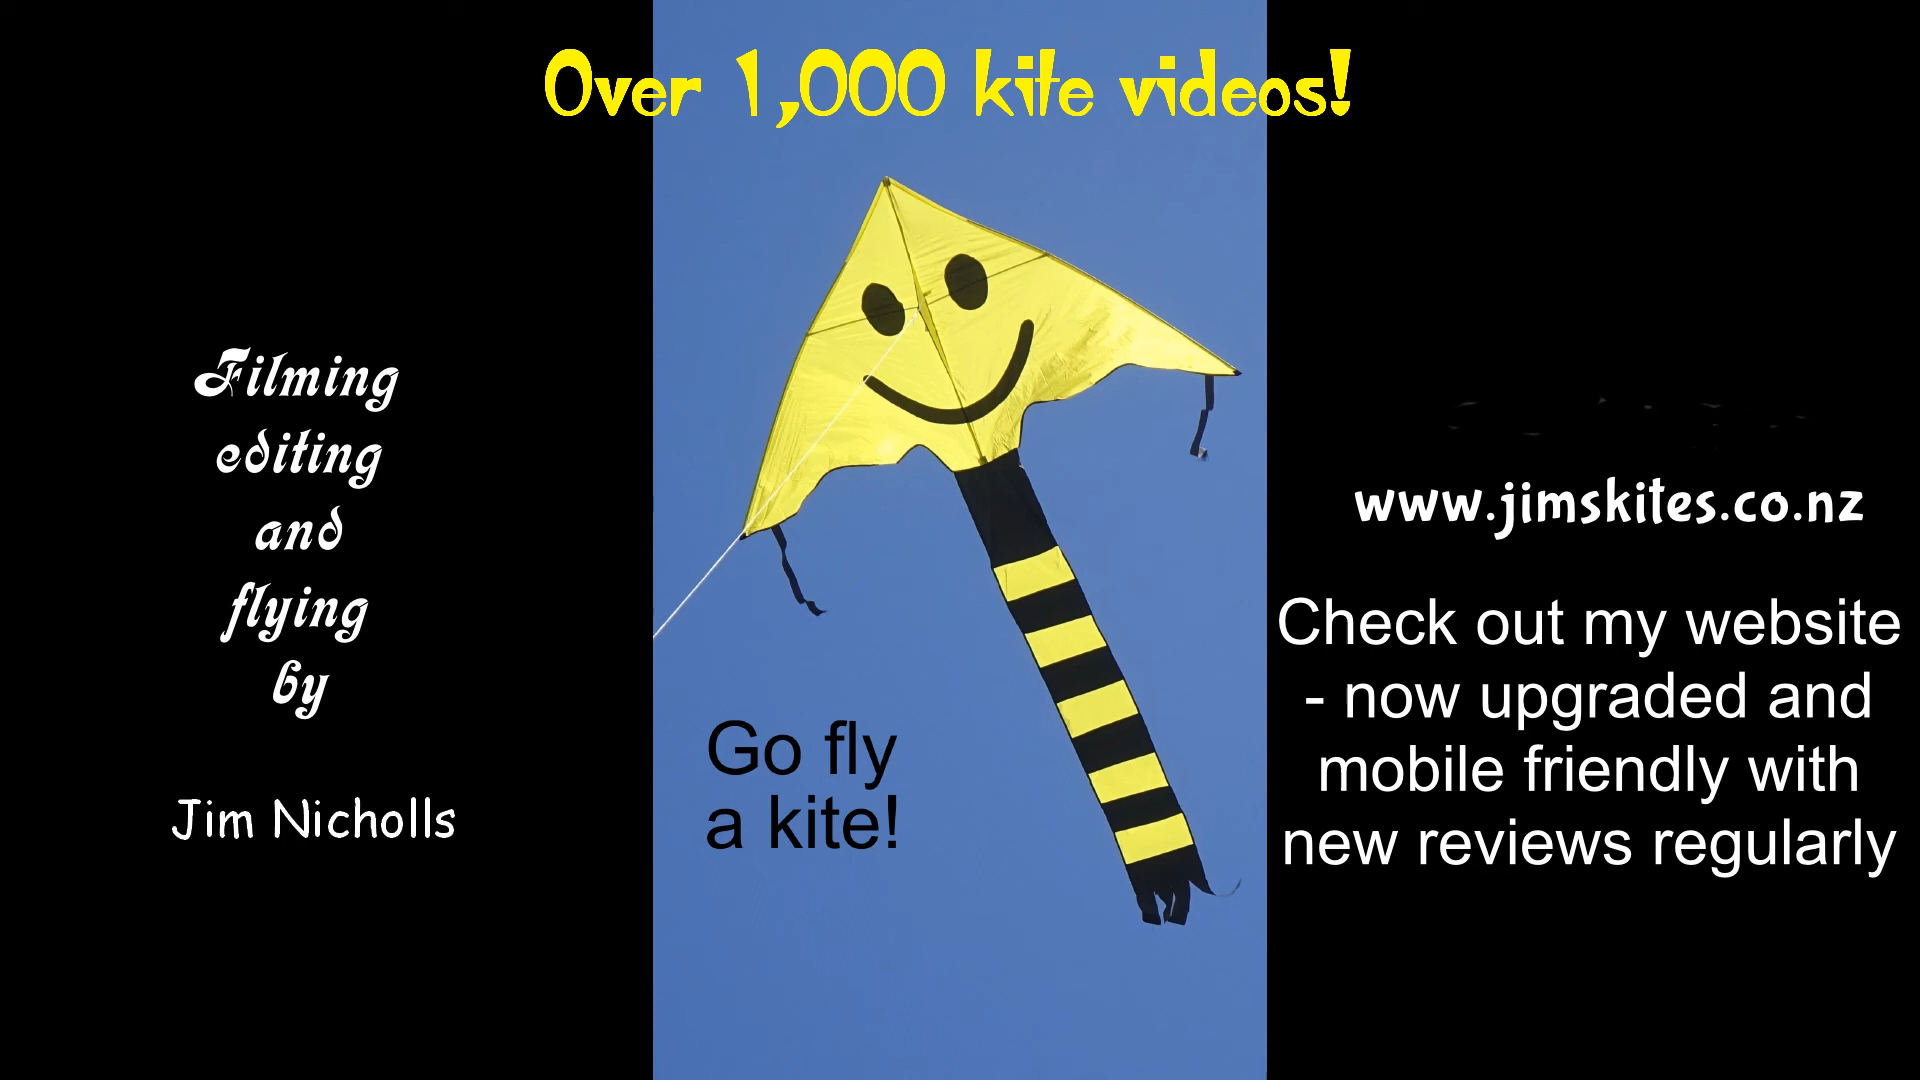 Over 1,000 kite videos!
Filming
editing
and
flying
by
Jim Nicholls
Go fly
a kite!
www.jimskites.co.nz
Check out my website
- now upgraded and
mobile friendly with
new reviews regularly